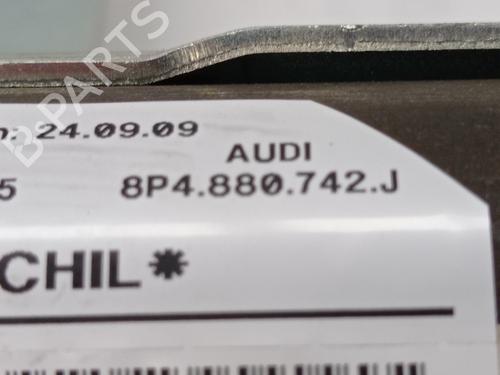 : 24.09.09
AUDI
5 8P4.880.742.J
CHIL*
B-PARTS